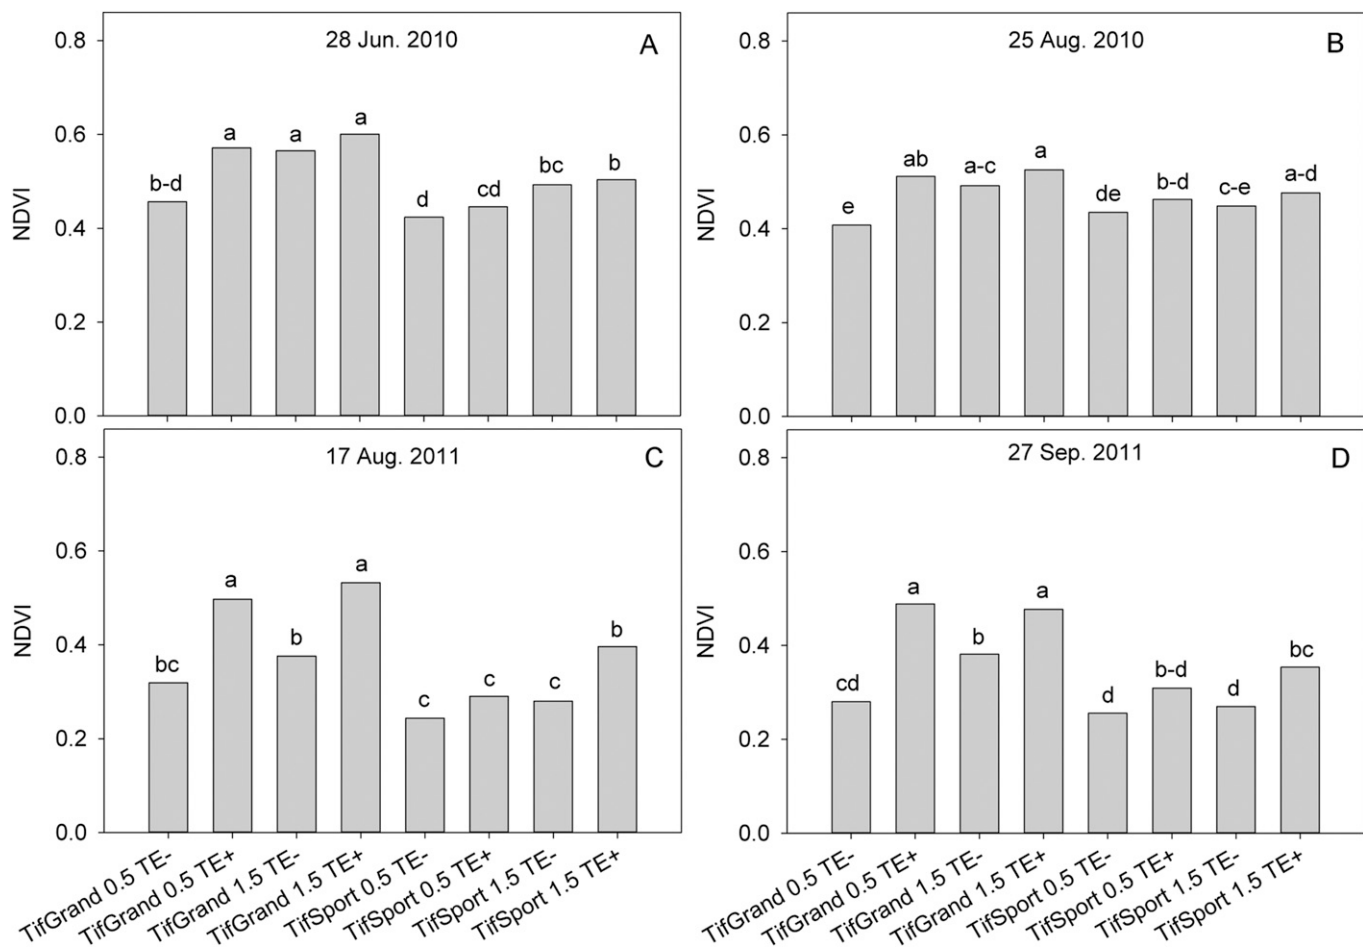 28 Jun. 2010
A
0.8
0.6
0.4
0.2
0.0
NDVI
b-d
a
a
a
d
cd
bc
b
25 Aug. 2010
B
0.8
0.6
0.4
0.2
0.0
NDVI
e
ab
a-c
a
de
b-d
c-e
a-d
17 Aug. 2011
C
0.8
0.6
0.4
0.2
0.0
NDVI
bc
a
b
a
c
c
c
b
TifGrand 0.5 TE-
TifGrand 0.5 TE+
TifGrand 1.5 TE-
TifGrand 1.5 TE+
TifSport 0.5 TE-
TifSport 0.5 TE+
TifSport 1.5 TE-
TifSport 1.5 TE+
27 Sep. 2011
D
0.8
0.6
0.4
0.2
0.0
NDVI
cd
a
b
a
d
b-d
d
bc
TifGrand 0.5 TE-
TifGrand 0.5 TE+
TifGrand 1.5 TE-
TifGrand 1.5 TE+
TifSport 0.5 TE-
TifSport 0.5 TE+
TifSport 1.5 TE-
TifSport 1.5 TE+